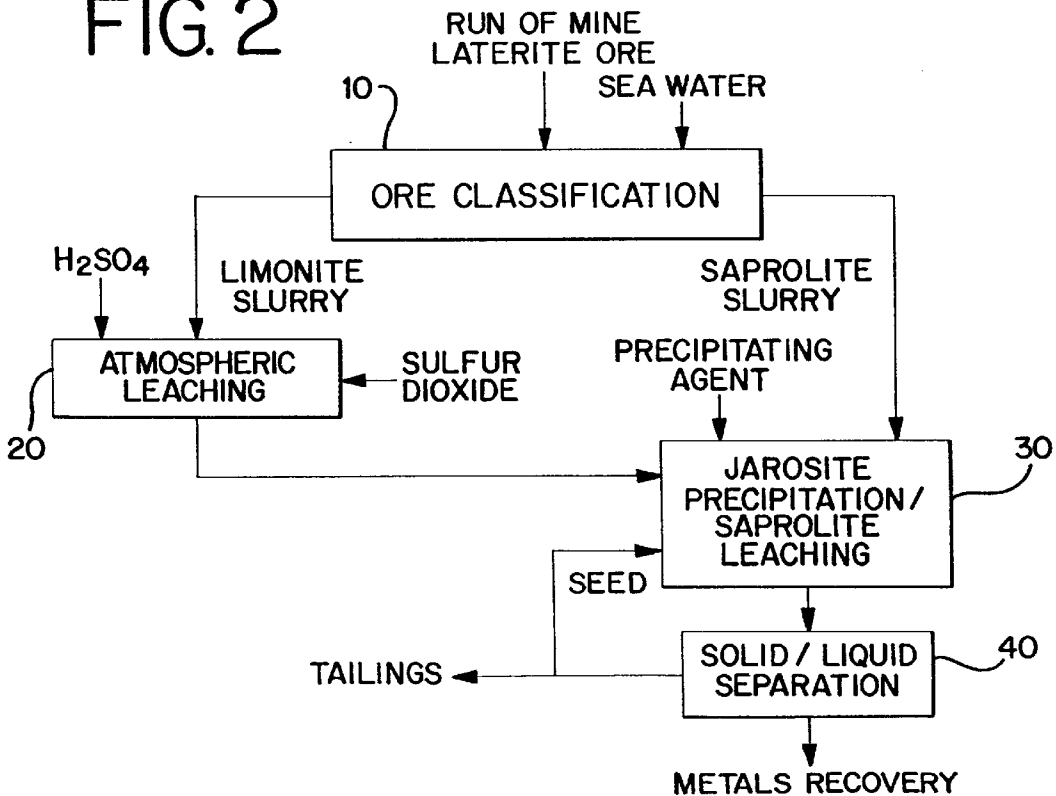 FIG. 2
RUN OF MINE
LATERITE ORE
SEA WATER
10
ORE CLASSIFICATION
H2SO4
LIMONITE
SLURRY
SAPROLITE
SLURRY
ATMOSPHERIC
LEACHING
SULFUR
DIOXIDE
PRECIPITATING
AGENT
20
JAROSITE
PRECIPITATION/
SAPROLITE
LEACHING
30
SEED
TAILINGS
SOLID / LIQUID
SEPARATION
40
METALS RECOVERY